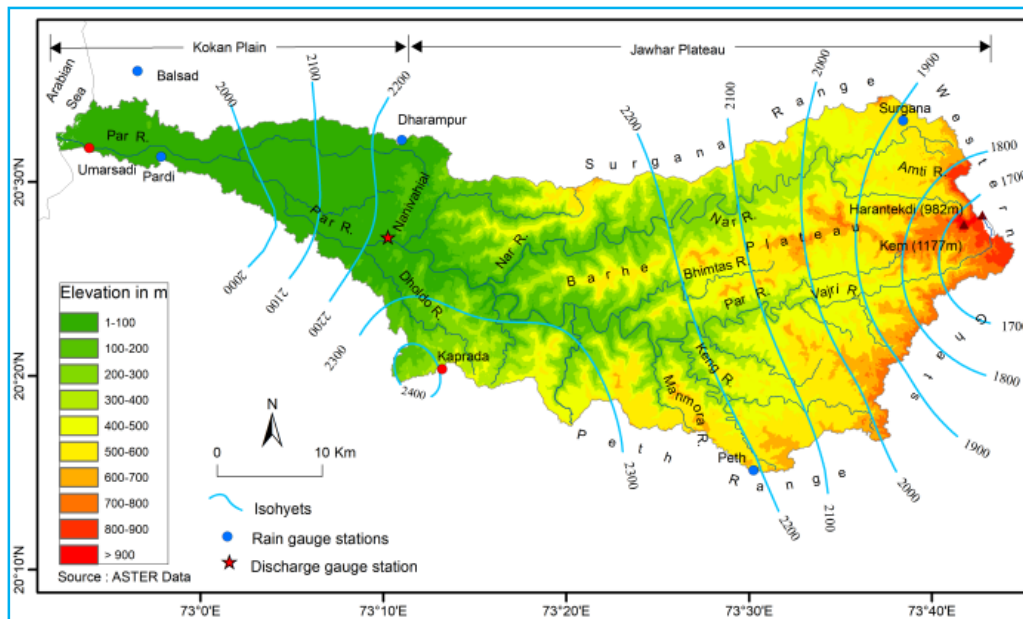 Kokan Plain
Jawhar Plateau
Arabian
Sea
Balsad
2000
2100
2200
Dharampur
2200
2100
2000
1900
Range
Surgana
Western
Par R.
Umarsadi
Pardi
Surgana
Amti R.
1800
1700
Harantekdi (982m)
Nanivahial
Par R.
Nar R.
Nar R.
Plateau
Kem (1177m)
Barhe
Bhimtas R.
Par R.
Vajri R.
Dholdo R.
2000
2100
2200
2300
Ghats
1700
Kaprada
2400
Keng R.
Manmora R.
1800
1900
Peth
2300
Peth
Range
2200
2100
2000
Elevation in m
1-100
100-200
200-300
300-400
400-500
500-600
600-700
700-800
800-900
> 900
Source : ASTER Data
N
0 10 Km
Isohyets
Rain gauge stations
Discharge gauge station
20°30'N
20°20'N
20°10'N
73°0'E
73°10'E
73°20'E
73°30'E
73°40'E